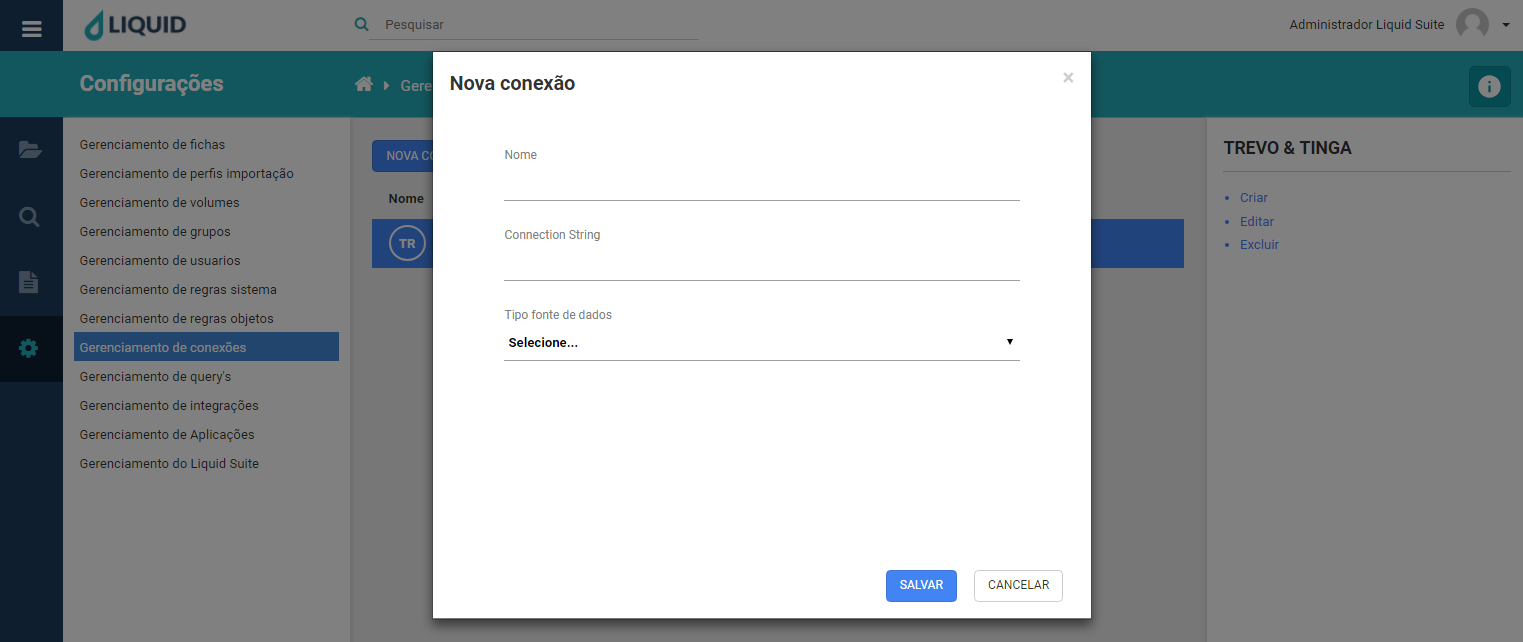 LIQUID
Pesquisar
Administrador Liquid Suite
Configurações
Gere
Gerenciamento de fichas
Gerenciamento de perfis importação
Gerenciamento de volumes
Gerenciamento de grupos
Gerenciamento de usuarios
Gerenciamento de regras sistema
Gerenciamento de regras objetos
Gerenciamento de conexões
Gerenciamento de query's
Gerenciamento de integrações
Gerenciamento de Aplicações
Gerenciamento do Liquid Suite
NOVA CO
Nome
TR
Nova conexão
×
Nome
Connection String
Tipo fonte de dados
Selecione...
SALVAR
CANCELAR
TREVO & TINGA
Criar
Editar
Excluir